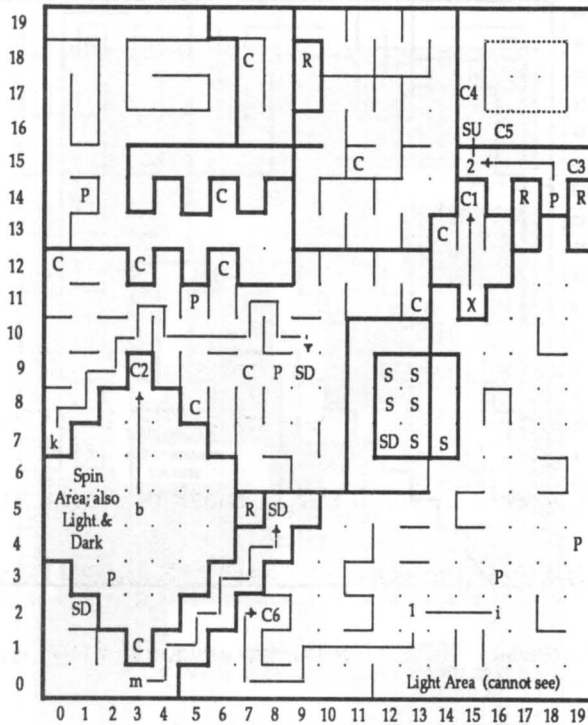 19
18 C R
17 C4
16 SU C5
15 C 2 C3
14 P C C1 R P R
13 C
12 C C C
11 P C X
10
9 C2 C P SD S S
8 C S S
7 k SD S S
6 Spin
Area; also
5 Light & b R SD
4 Dark P
3 P P
2 SD C6 1 i
1 C
0 m Light Area (cannot see)
0 1 2 3 4 5 6 7 8 9 10 11 12 13 14 15 16 17 18 19